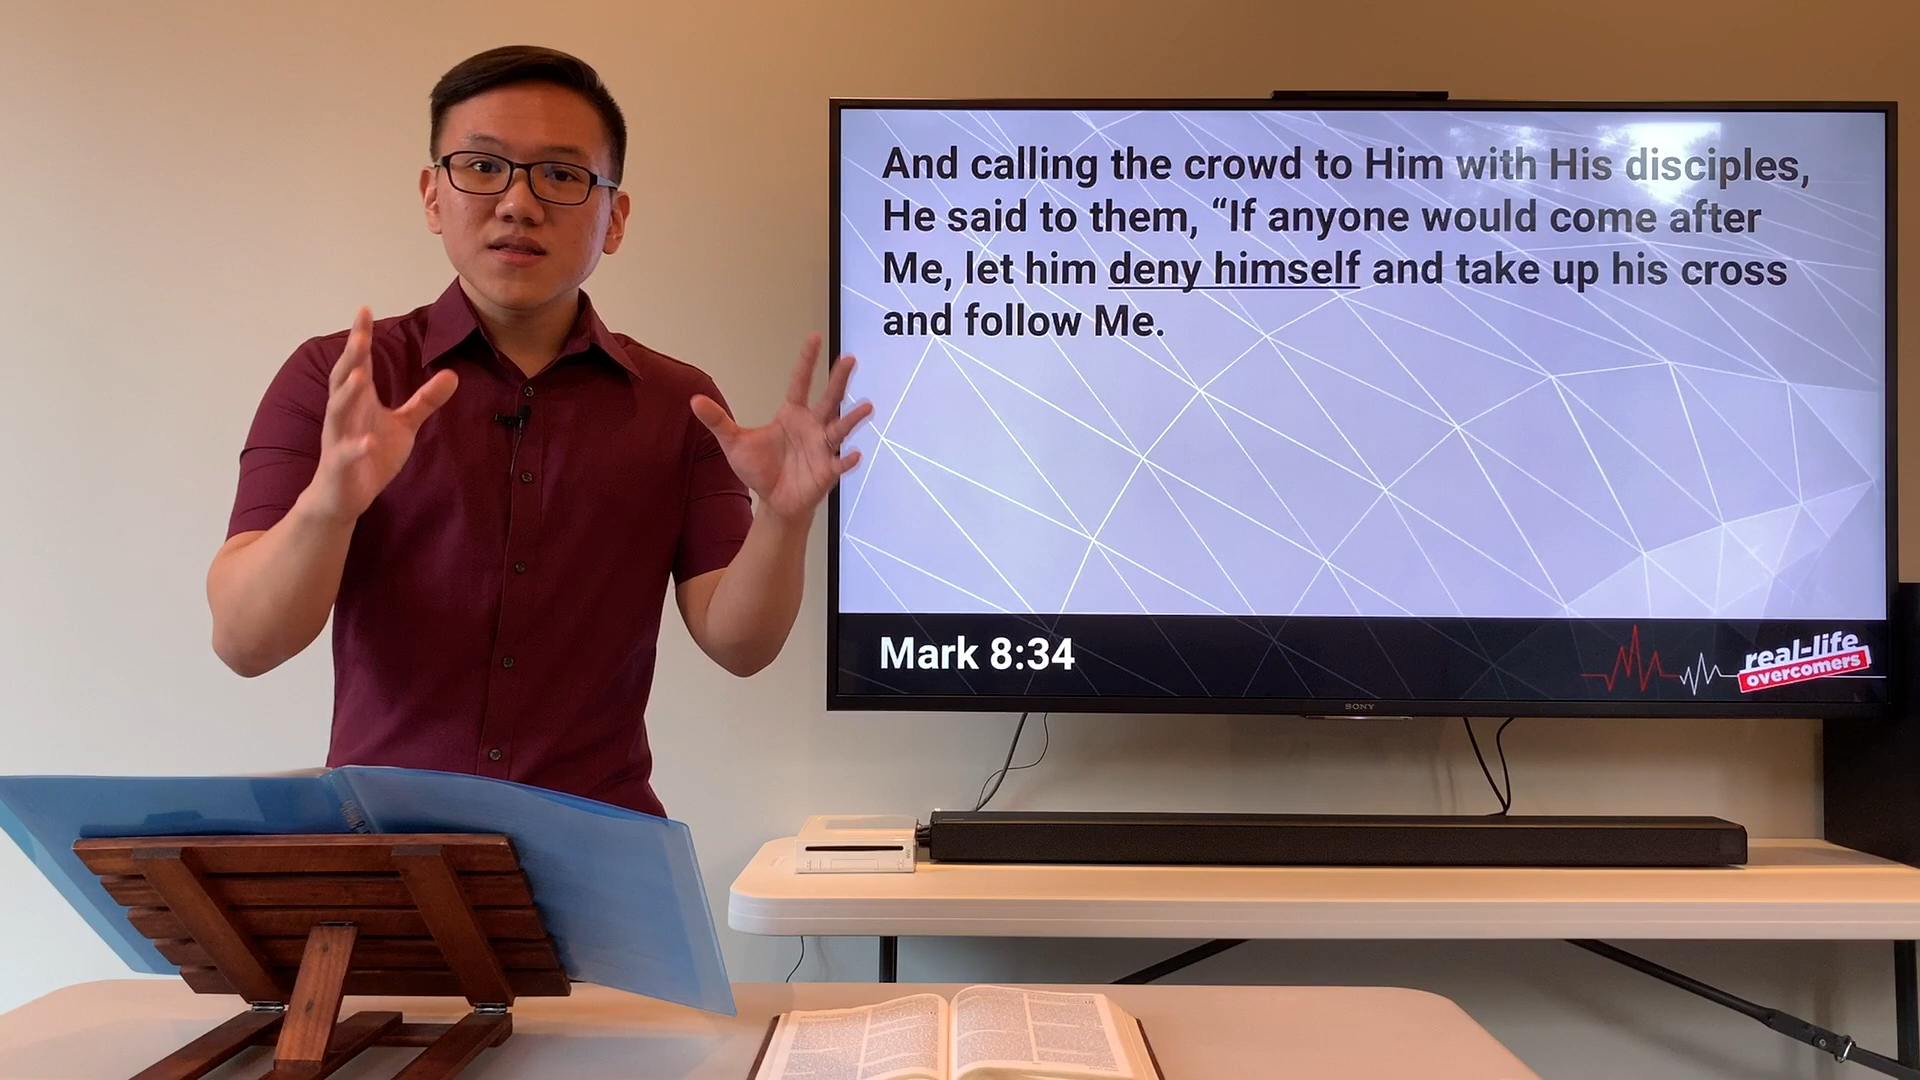 And calling the crowd to Him with His disciples,
He said to them, “If anyone would come after
Me, let him deny himself and take up his cross
and follow Me.
Mark 8:34
real-life
overcomers
SONY